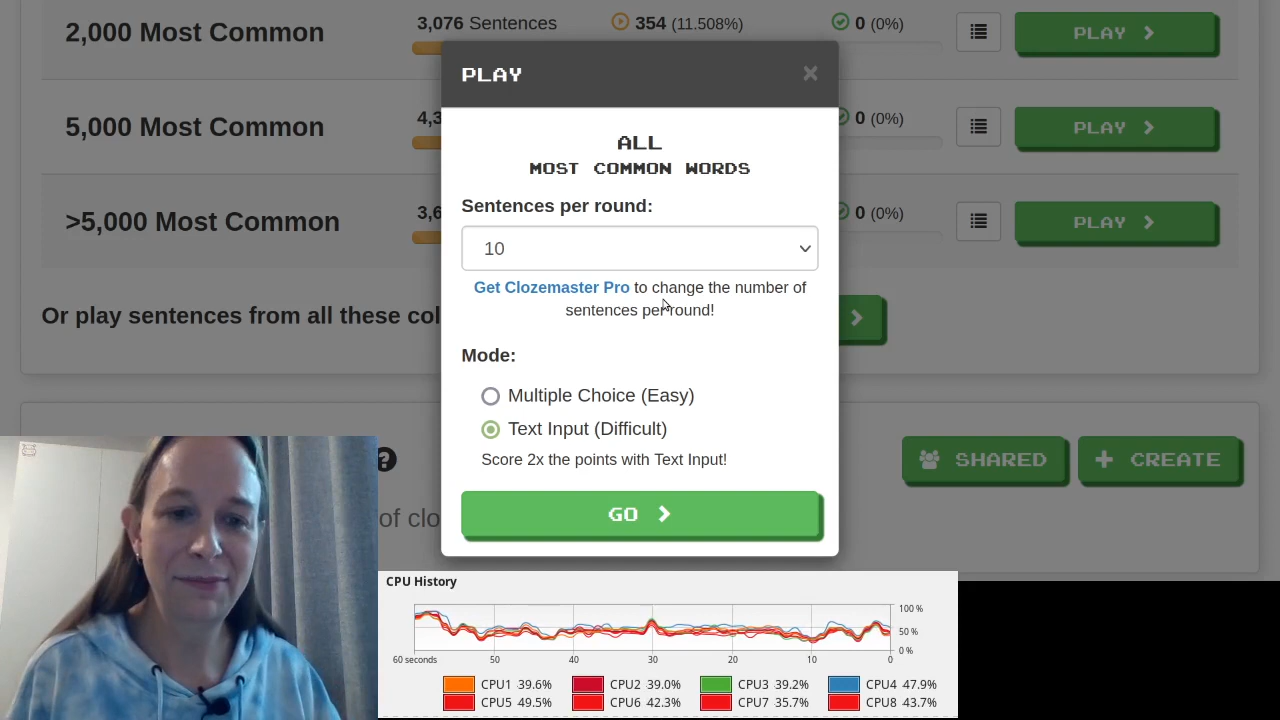 2,000 Most Common
3,076 Sentences
354 (11.508%)
0 (0%)
PLAY
PLAY
×
5,000 Most Common
4,3
0 (0%)
PLAY
ALL
MOST COMMON WORDS
>5,000 Most Common
3,6
0 (0%)
PLAY
Sentences per round:
10
Get Clozemaster Pro to change the number of
sentences per round!
Or play sentences from all these col
Mode:
Multiple Choice (Easy)
Text Input (Difficult)
Score 2x the points with Text Input!
?
SHARED
+ CREATE
of clo
GO
CPU History
100 %
50 %
0 %
60 seconds
50
40
30
20
10
0
CPU1 39.6%
CPU2 39.0%
CPU3 39.2%
CPU4 47.9%
CPU5 49.5%
CPU6 42.3%
CPU7 35.7%
CPU8 43.7%